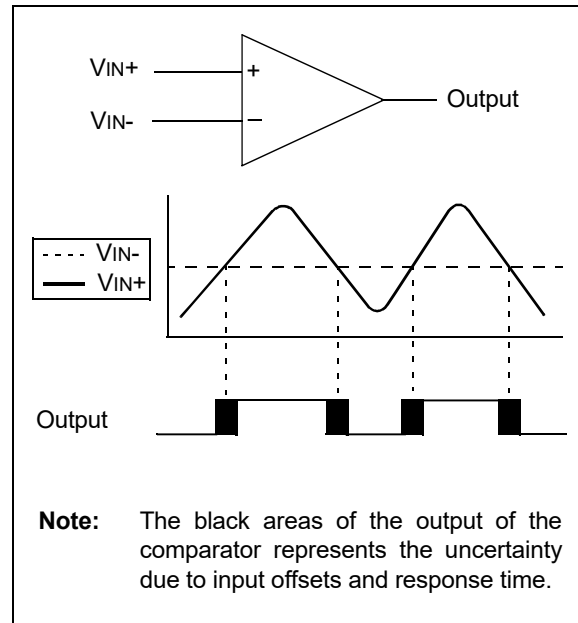 VIN+
+
Output
VIN-
–
VIN-
VIN+
Output
Note: The black areas of the output of the
comparator represents the uncertainty
due to input offsets and response time.